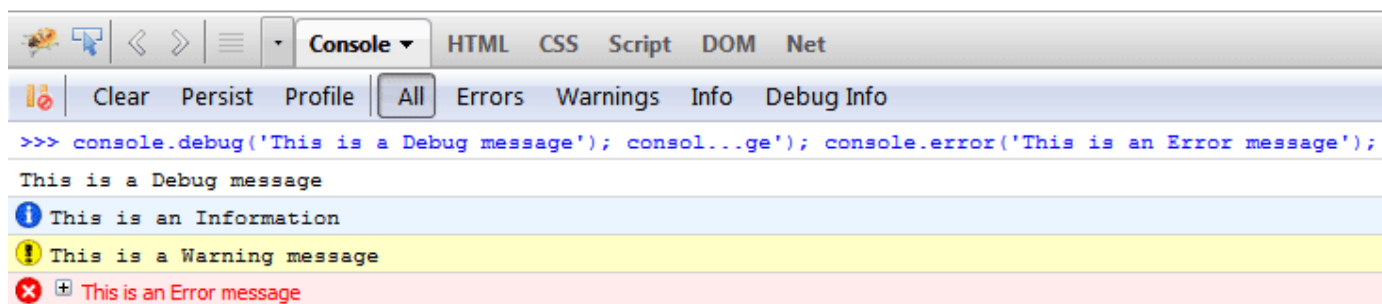 Console HTML CSS Script DOM Net
Clear Persist Profile All Errors Warnings Info Debug Info
>>> console.debug('This is a Debug message'); consol...ge'); console.error('This is an Error message');
This is a Debug message
This is an Information
This is a Warning message
This is an Error message